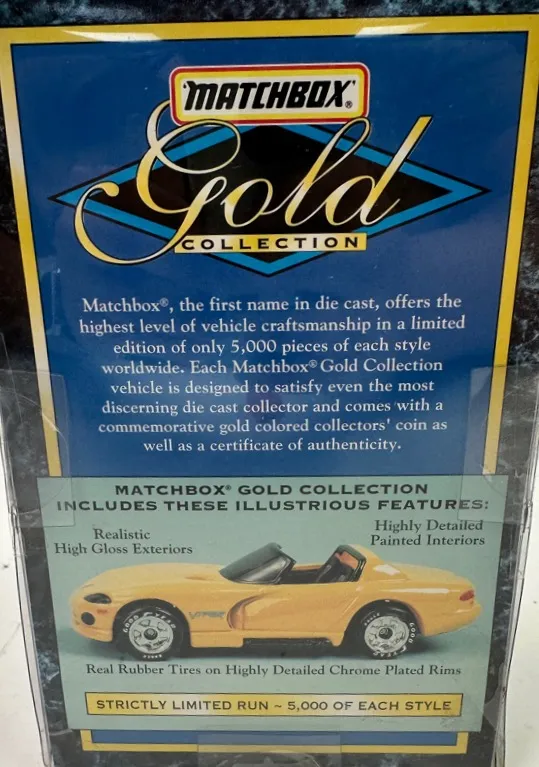 MATCHBOX®
Gold
COLLECTION
Matchbox®, the first name in die cast, offers the
highest level of vehicle craftsmanship in a limited
edition of only 5,000 pieces of each style
worldwide. Each Matchbox® Gold Collection
vehicle is designed to satisfy even the most
discerning die cast collector and comes with a
commemorative gold colored collectors' coin as
well as a certificate of authenticity.
MATCHBOX® GOLD COLLECTION
INCLUDES THESE ILLUSTRIOUS FEATURES:
Realistic
High Gloss Exteriors
Highly Detailed
Painted Interiors
VIPER
GOODYEAR
GOODYEAR
Real Rubber Tires on Highly Detailed Chrome Plated Rims
STRICTLY LIMITED RUN ~ 5,000 OF EACH STYLE